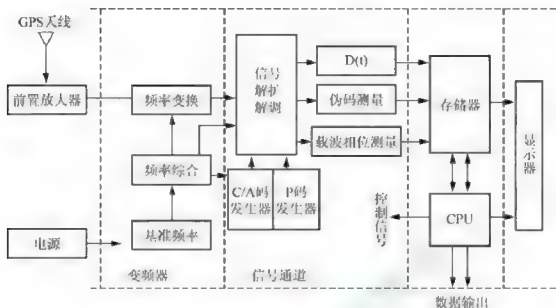 GPS天线
前置放大器
频率变换
信号
解扩
解调
D(t)
伪码测量
载波相位测量
存储器
显示器
频率综合
C/A码
发生器
P码
发生器
基准频率
电源
控制信号
CPU
变频器
信号通道
数据输出